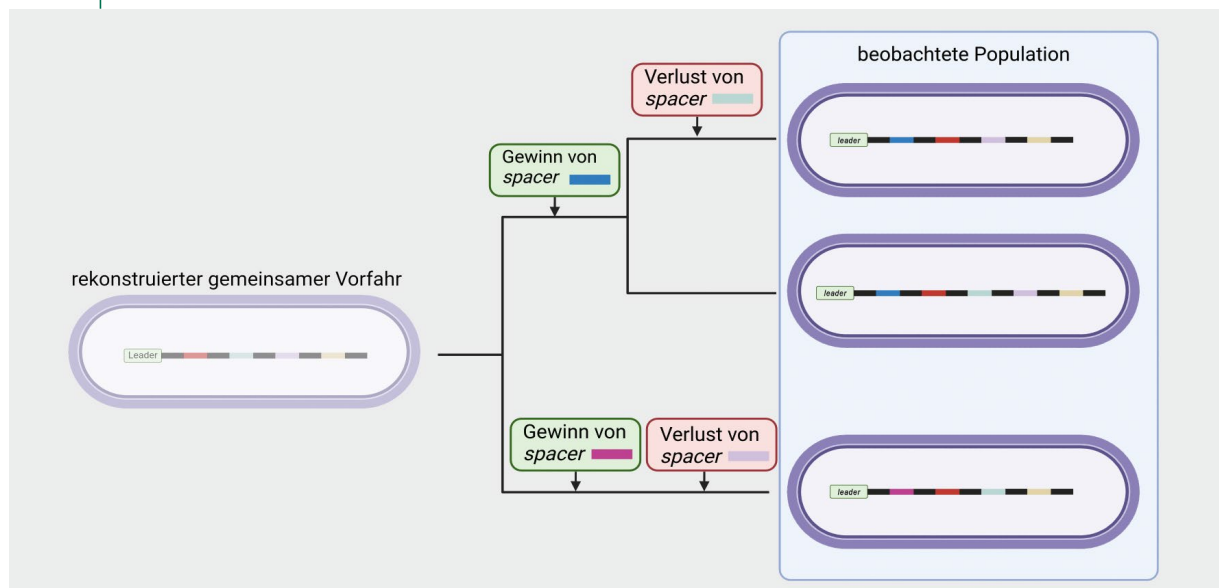 beobachtete Population
Verlust von
spacer
leader
Gewinn von
spacer
rekonstruierter gemeinsamer Vorfahr
leader
Leader
Gewinn von
spacer
Verlust von
spacer
leader